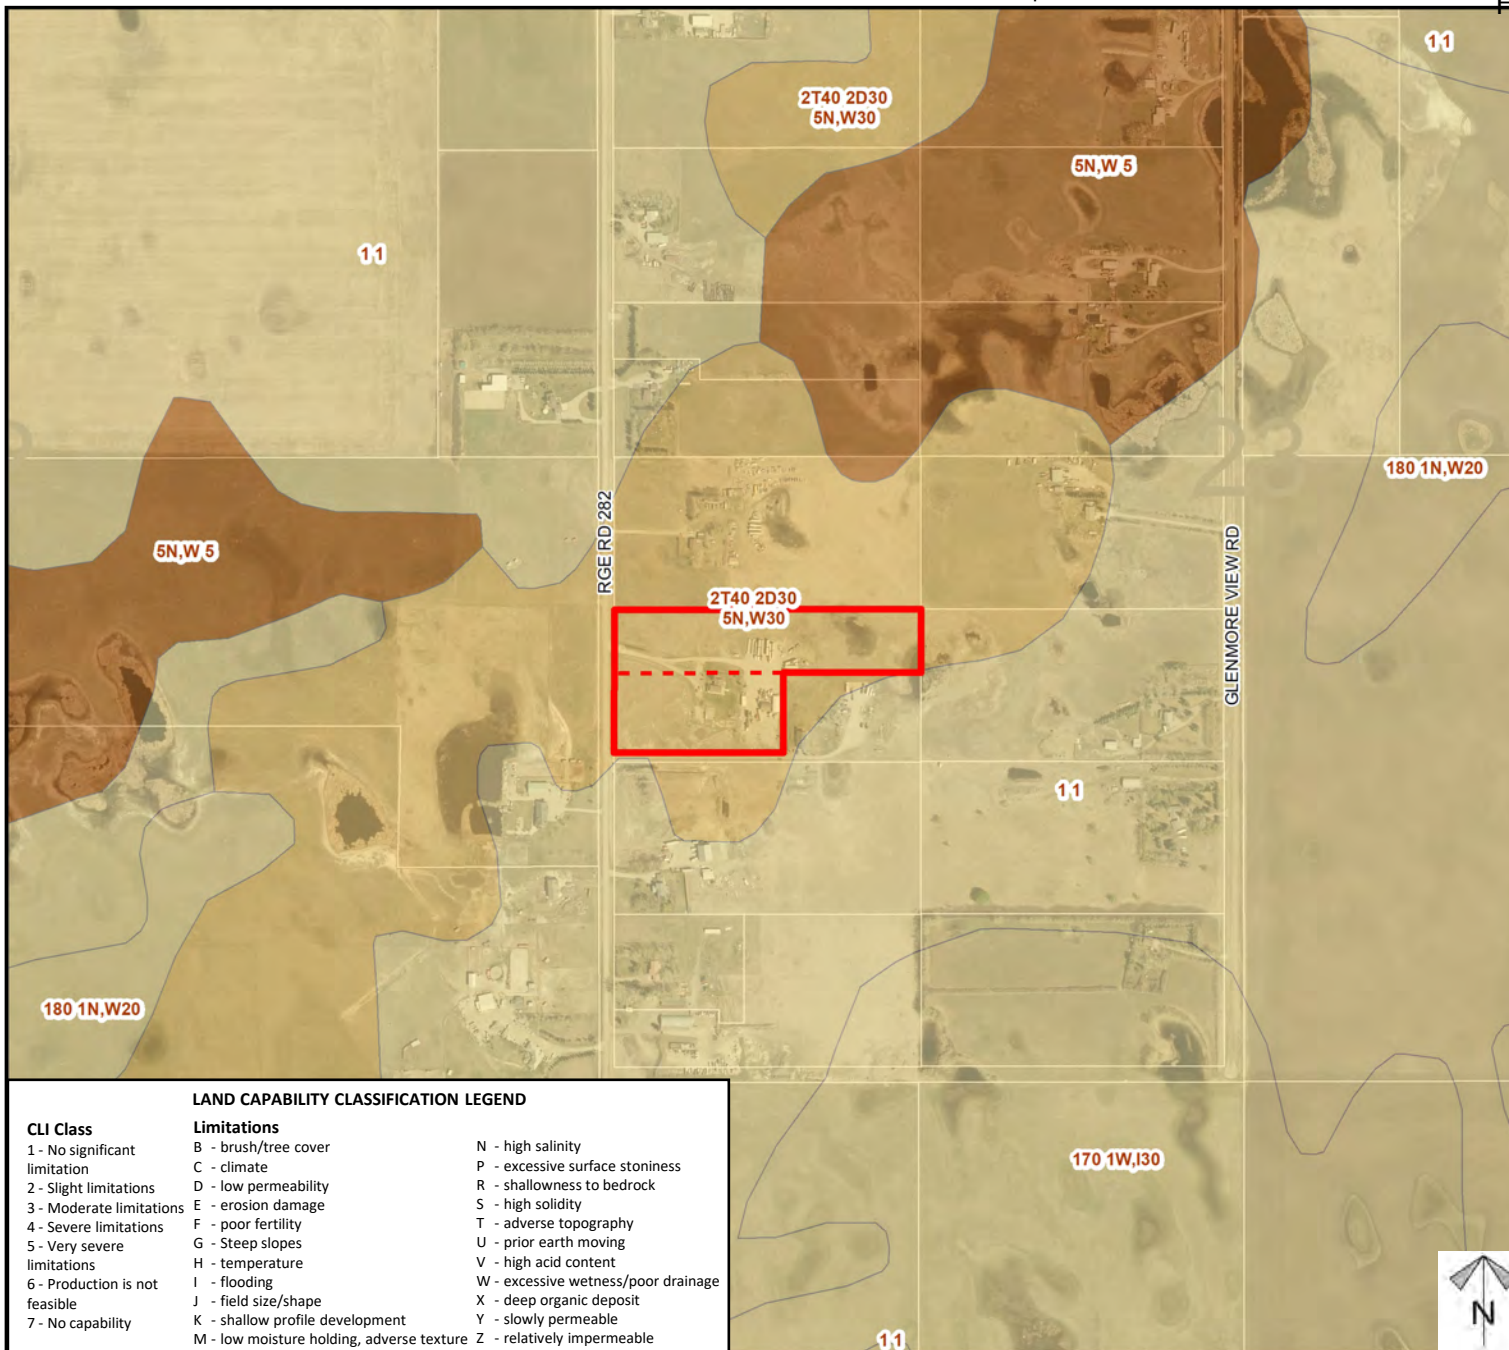 11
2T40 2D30
5N,W30
5N,W 5
11
23
180 1N,W20
RGE RD 282
5N,W 5
GLENMORE VIEW RD
2T40 2D30
5N,W30
11
180 1N,W20
170 1W,I30
11
N
LAND CAPABILITY CLASSIFICATION LEGEND
CLI Class
1 - No significant
limitation
2 - Slight limitations
3 - Moderate limitations
4 - Severe limitations
5 - Very severe
limitations
6 - Production is not
feasible
7 - No capability
Limitations
B - brush/tree cover
C - climate
D - low permeability
E - erosion damage
F - poor fertility
G - Steep slopes
H - temperature
I - flooding
J - field size/shape
K - shallow profile development
M - low moisture holding, adverse texture
N - high salinity
P - excessive surface stoniness
R - shallowness to bedrock
S - high solidity
T - adverse topography
U - prior earth moving
V - high acid content
W - excessive wetness/poor drainage
X - deep organic deposit
Y - slowly permeable
Z - relatively impermeable